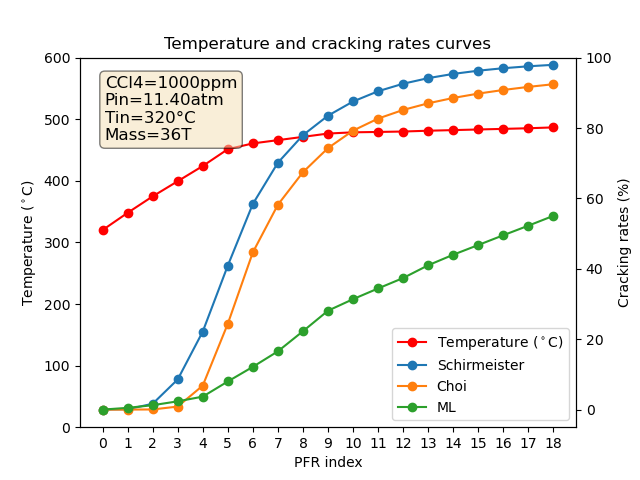 Temperature and cracking rates curves
CCl4=1000ppm
Pin=11.40atm
Tin=320°C
Mass=36T
600
500
400
300
200
100
0
Temperature (°C)
100
80
60
40
20
0
Cracking rates (%)
Temperature (°C)
Schirmeister
Choi
ML
0 1 2 3 4 5 6 7 8 9 10 11 12 13 14 15 16 17 18
PFR index